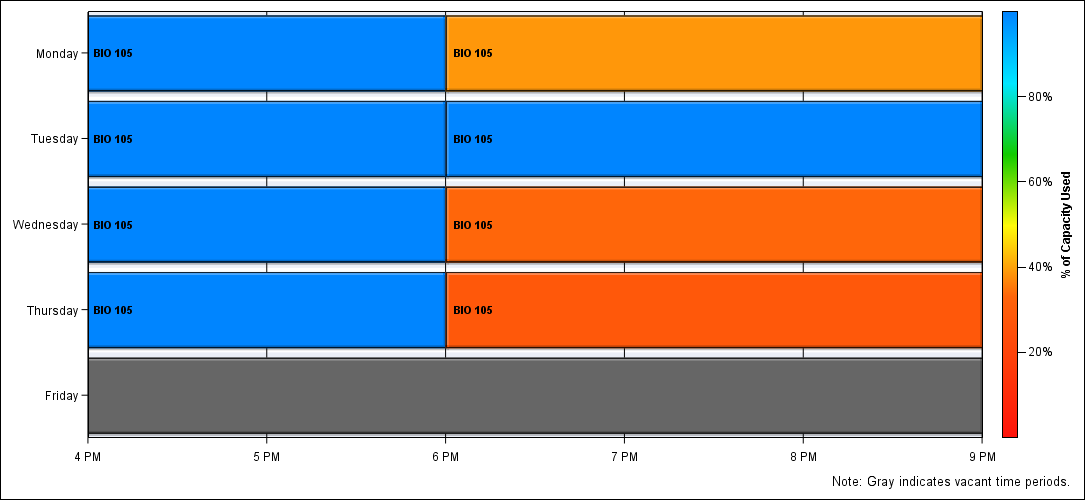 Monday
BIO 105
BIO 105
Tuesday
BIO 105
BIO 105
Wednesday
BIO 105
BIO 105
Thursday
BIO 105
BIO 105
Friday
4 PM
5 PM
6 PM
7 PM
8 PM
9 PM
80%
60%
40%
20%
% of Capacity Used
Note: Gray indicates vacant time periods.